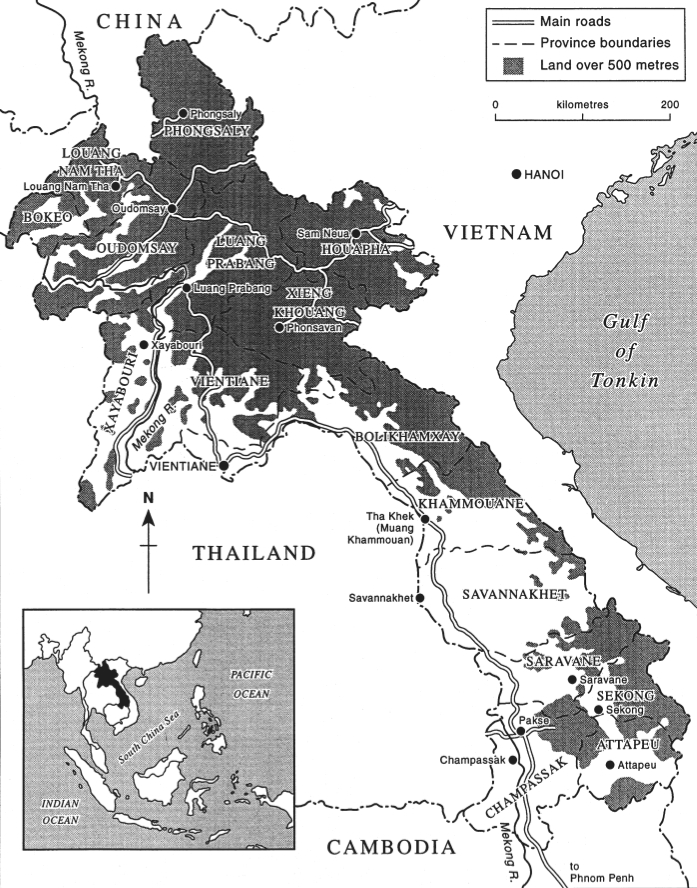 CHINA
Main roads
Province boundaries
Land over 500 metres
0 kilometres 200
Mekong R.
Phongsaly
PHONGSALY
LOUANG
NAM THA
Louang Nam Tha
BOKEO
Oudomsay
OUDOMSAY
LUANG
PRABANG
Luang Prabang
Sam Neua
HOUAPHA
XIENG
KHOUANG
Phonsavan
HANOI
VIETNAM
Gulf
of
Tonkin
Xayabouri
XAYABOURI
VIENTIANE
Mekong R.
VIENTIANE
BOLIKHAMXAY
KHAMMOUANE
Tha Khek
(Muang
Khammouan)
N
THAILAND
Savannakhet
SAVANNAKHET
SARAVANE
Saravane
SEKONG
Sekong
Pakse
ATTAPEU
Attapeu
Champassak
CHAMPASSAK
CAMBODIA
Mekong R.
to
Phnom Penh
PACIFIC
OCEAN
South China Sea
INDIAN
OCEAN